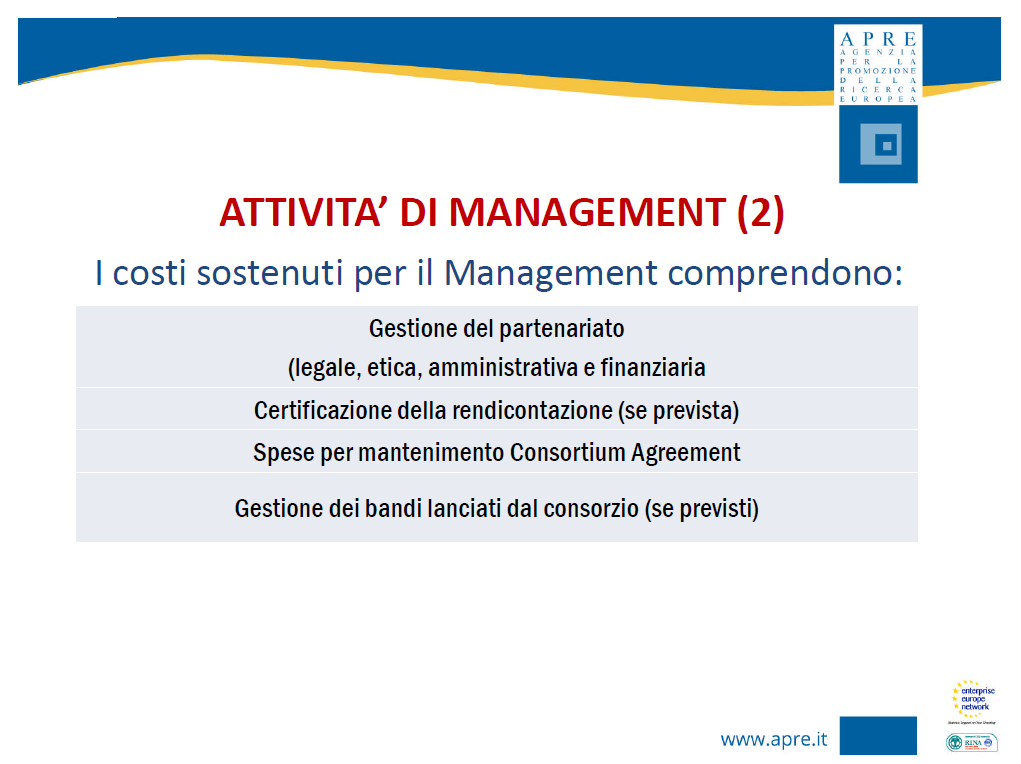 A P R E
A G E N Z I A
P E R L A
P R O M O Z I O N E
D E L L A
R I C E R C A
E U R O P E A
ATTIVITA’ DI MANAGEMENT (2)
I costi sostenuti per il Management comprendono:
Gestione del partenariato
(legale, etica, amministrativa e finanziaria
Certificazione della rendicontazione (se prevista)
Spese per mantenimento Consortium Agreement
Gestione dei bandi lanciati dal consorzio (se previsti)
enterprise
europe
network
www.apre.it
RINA